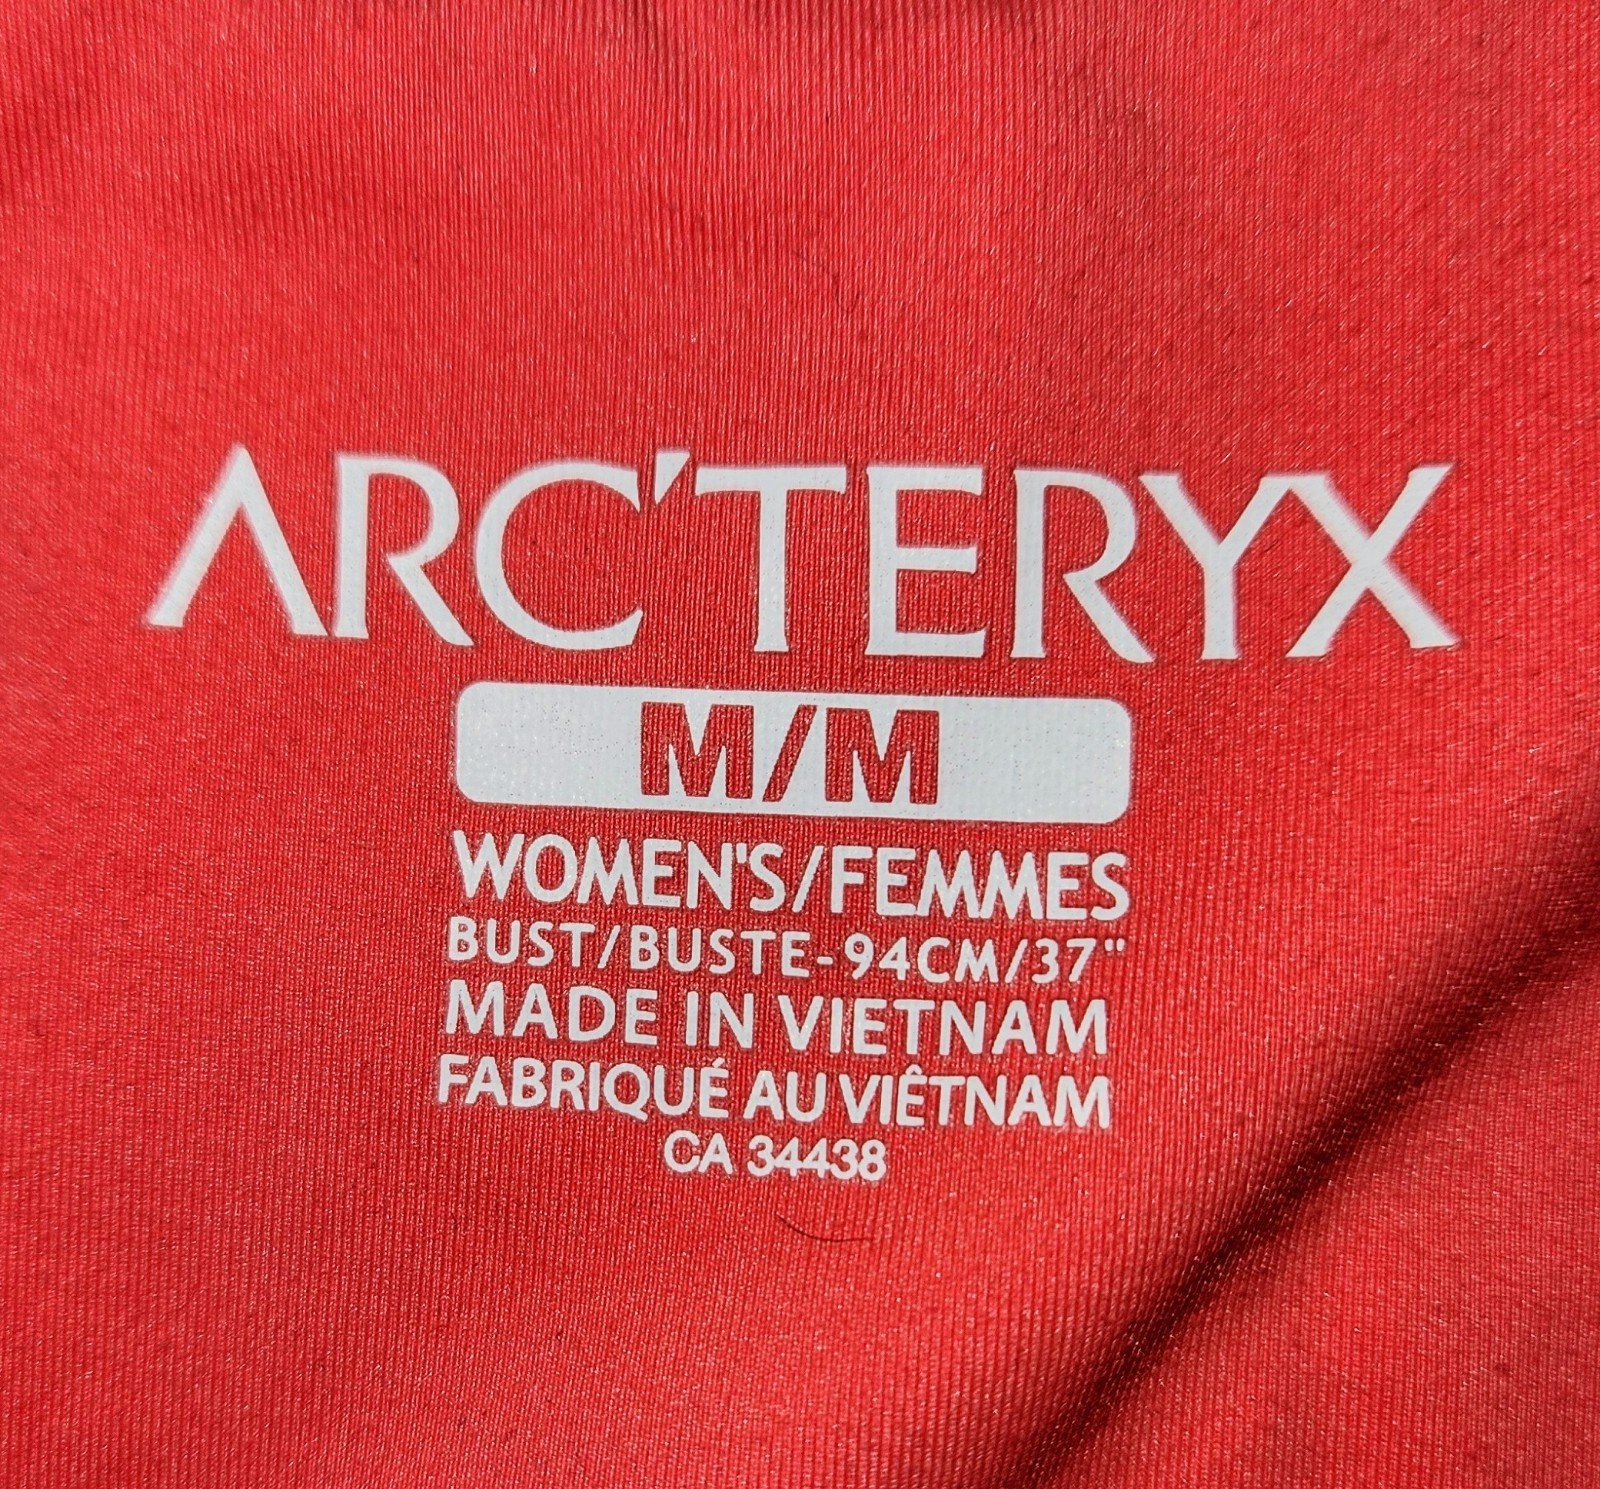 ARC'TERYX
M/M
WOMEN'S/FEMMES
BUST/BUSTE-94CM/37"
MADE IN VIETNAM
FABRIQUÉ AU VIÊTNAM
CA 34438